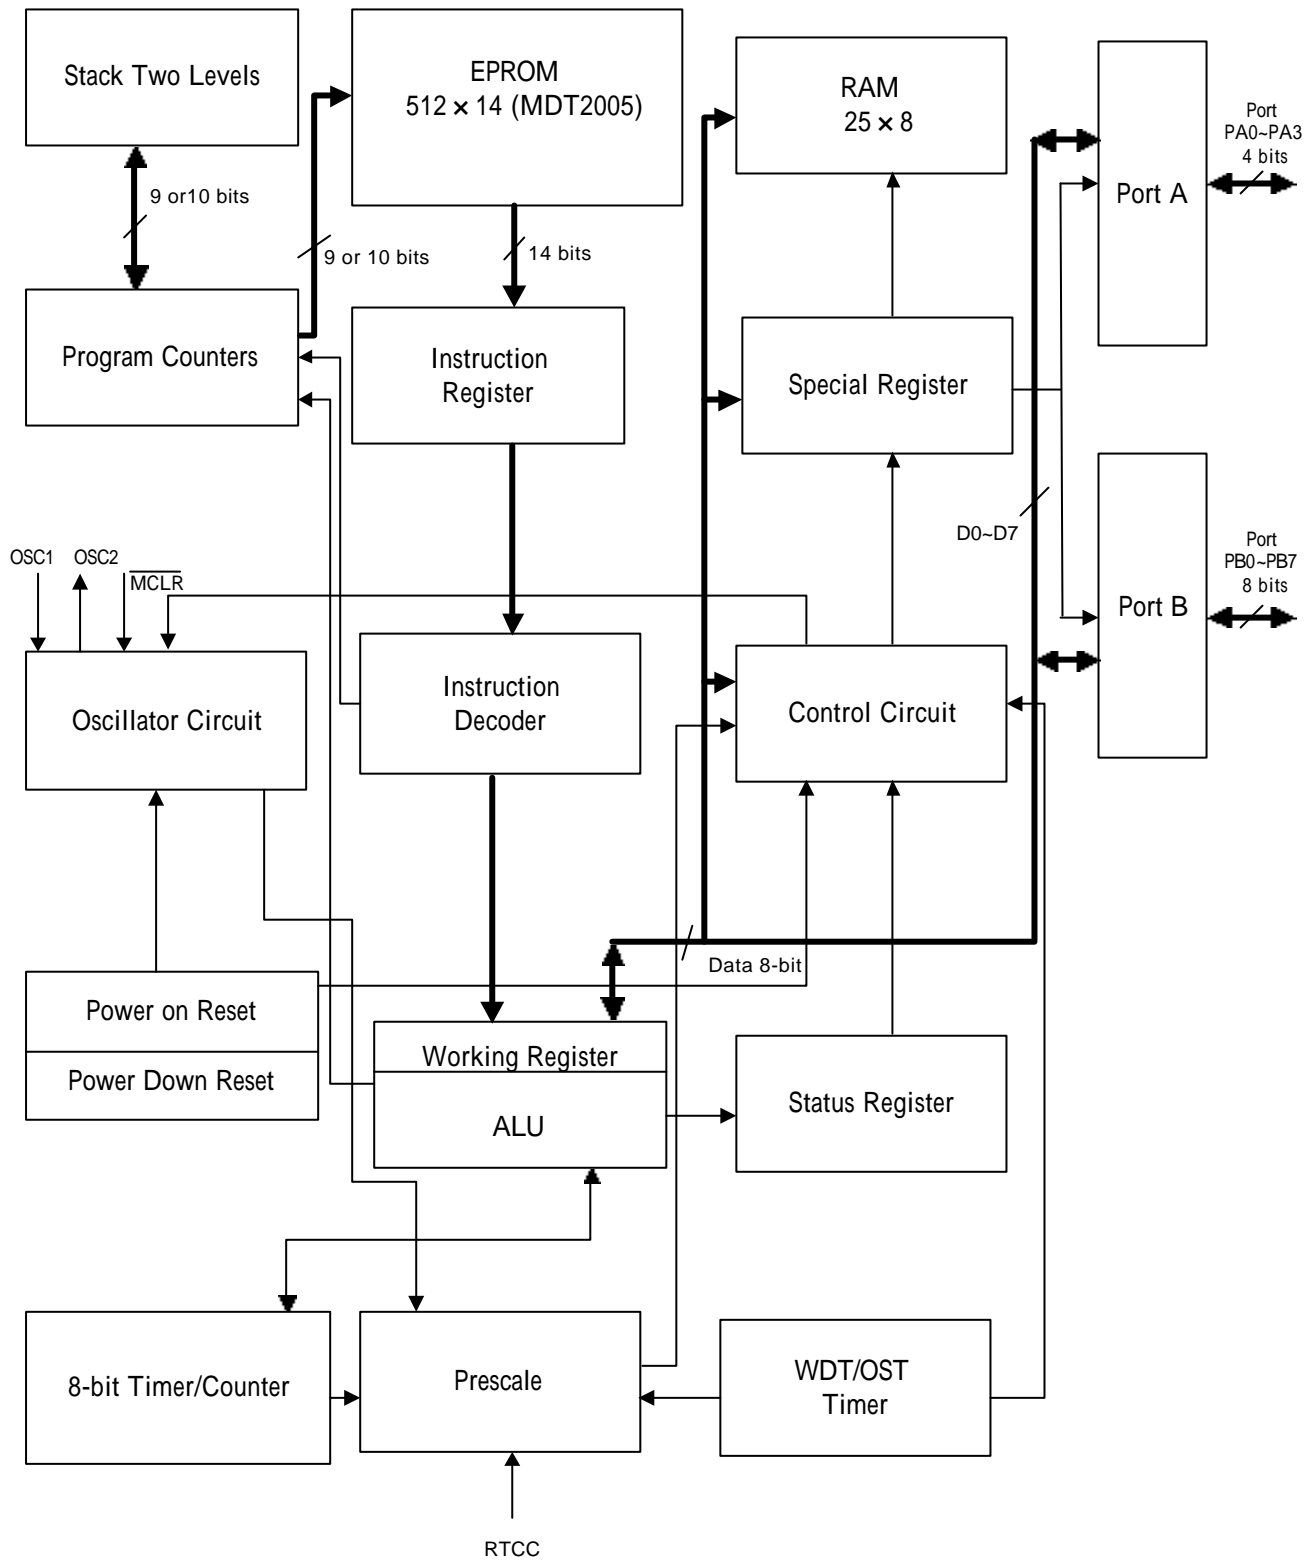 Stack Two Levels
EPROM
512 × 14 (MDT2005)
RAM
25 × 8
Port
PA0~PA3
4 bits
Port A
9 or10 bits
9 or 10 bits
14 bits
Program Counters
Instruction
Register
Special Register
D0~D7
OSC1
OSC2
MCLR
Port
PB0~PB7
8 bits
Port B
Oscillator Circuit
Instruction
Decoder
Control Circuit
Data 8-bit
Power on Reset
Power Down Reset
Working Register
ALU
Status Register
8-bit Timer/Counter
Prescale
WDT/OST
Timer
RTCC